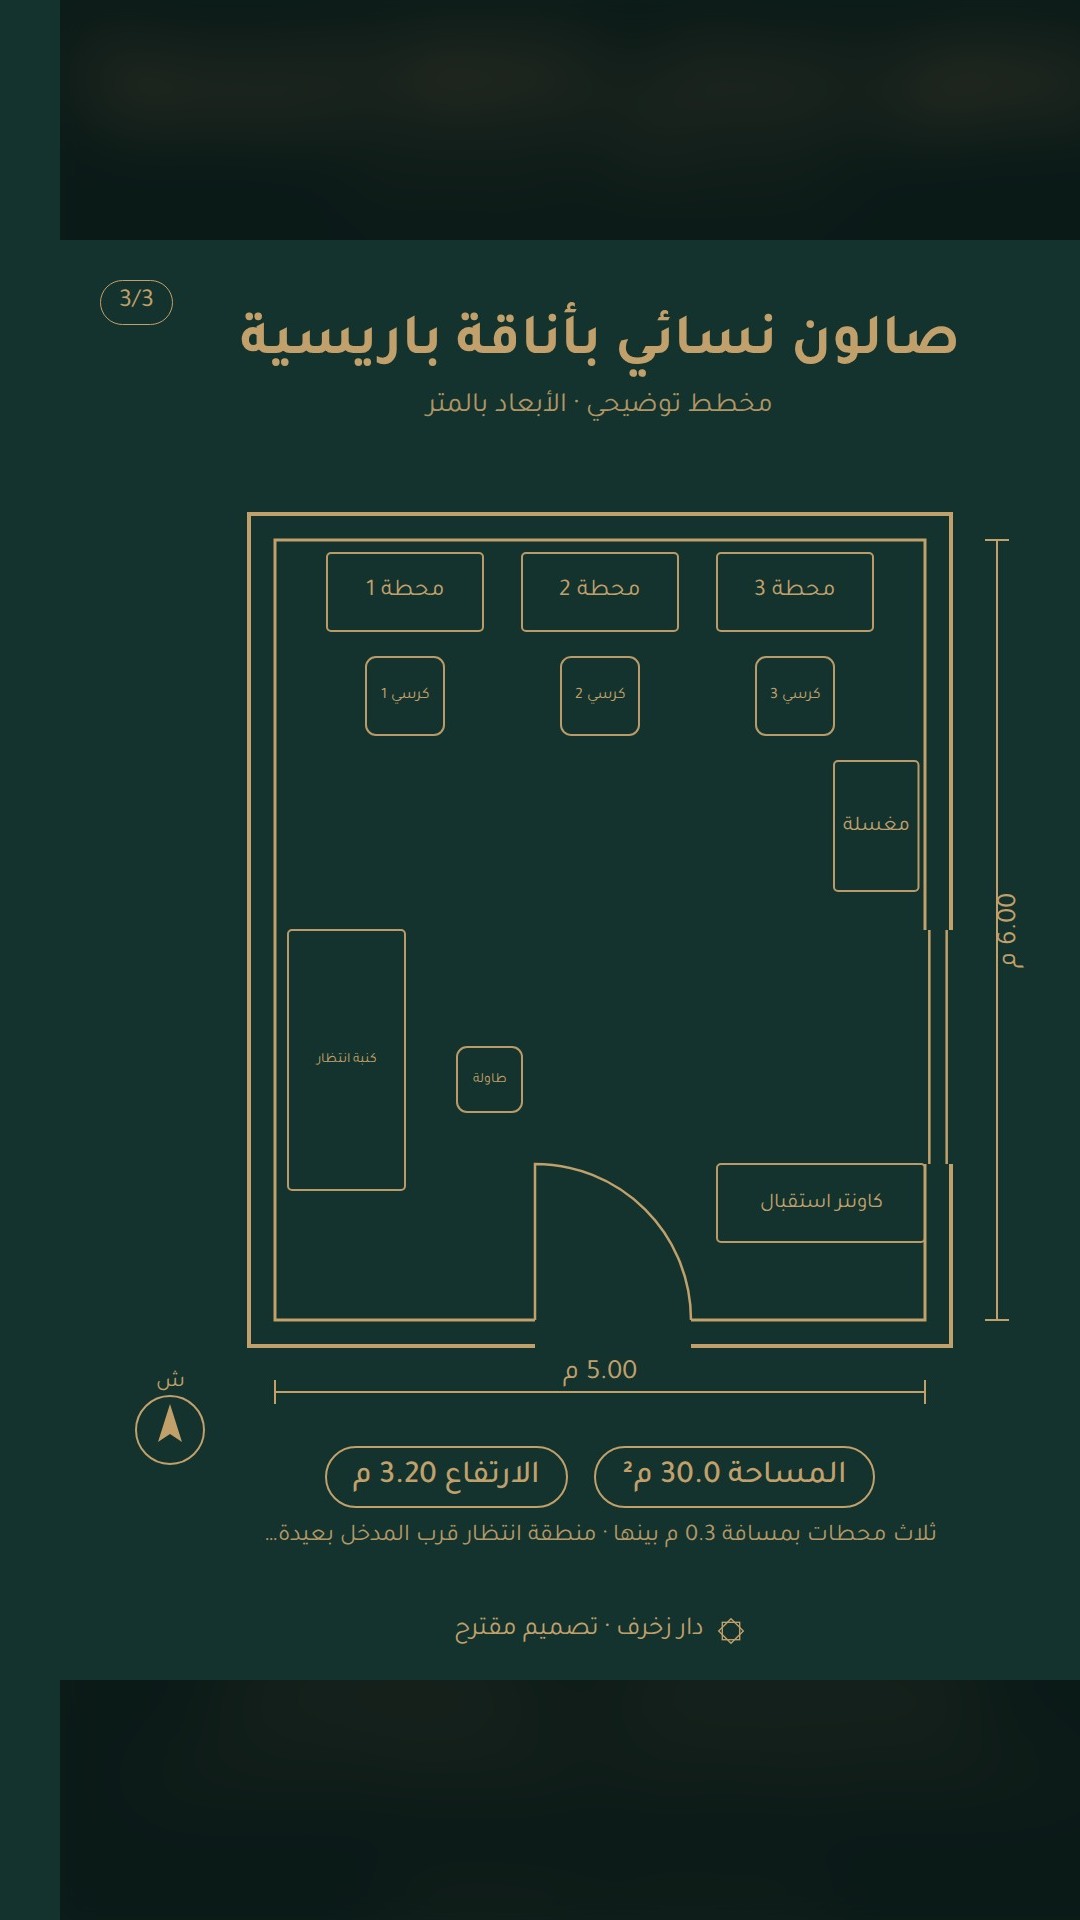 3/3
صالون نسائي بأناقة باريسية
مخطط توضيحي · الأبعاد بالمتر
محطة 1
محطة 2
محطة 3
كرسي 1
كرسي 2
كرسي 3
مغسلة
6.00 م
كنبة انتظار
طاولة
كاونتر استقبال
5.00 م
ش
المساحة 30.0 م²
الارتفاع 3.20 م
ثلاث محطات بمسافة 0.3 م بينها · منطقة انتظار قرب المدخل بعيدة...
دار زخرف · تصميم مقترح